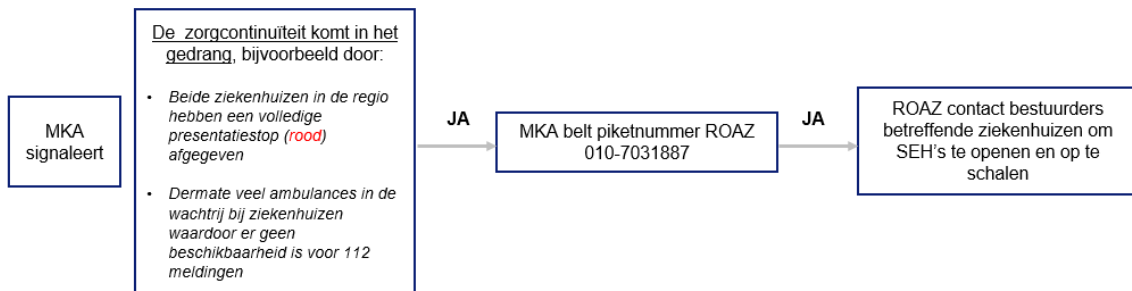 MKA
signaleert
De zorgcontinuïteit komt in het
gedrang, bijvoorbeeld door:
• Beide ziekenhuizen in de regio
hebben een volledige
presentatiestop (rood)
afgegeven
• Dermate veel ambulances in de
wachtrij bij ziekenhuizen
waardoor er geen
beschikbaarheid is voor 112
meldingen
JA
MKA belt piketnummer ROAZ
010-7031887
JA
ROAZ contact bestuurders
betreffende ziekenhuizen om
SEH's te openen en op te
schalen